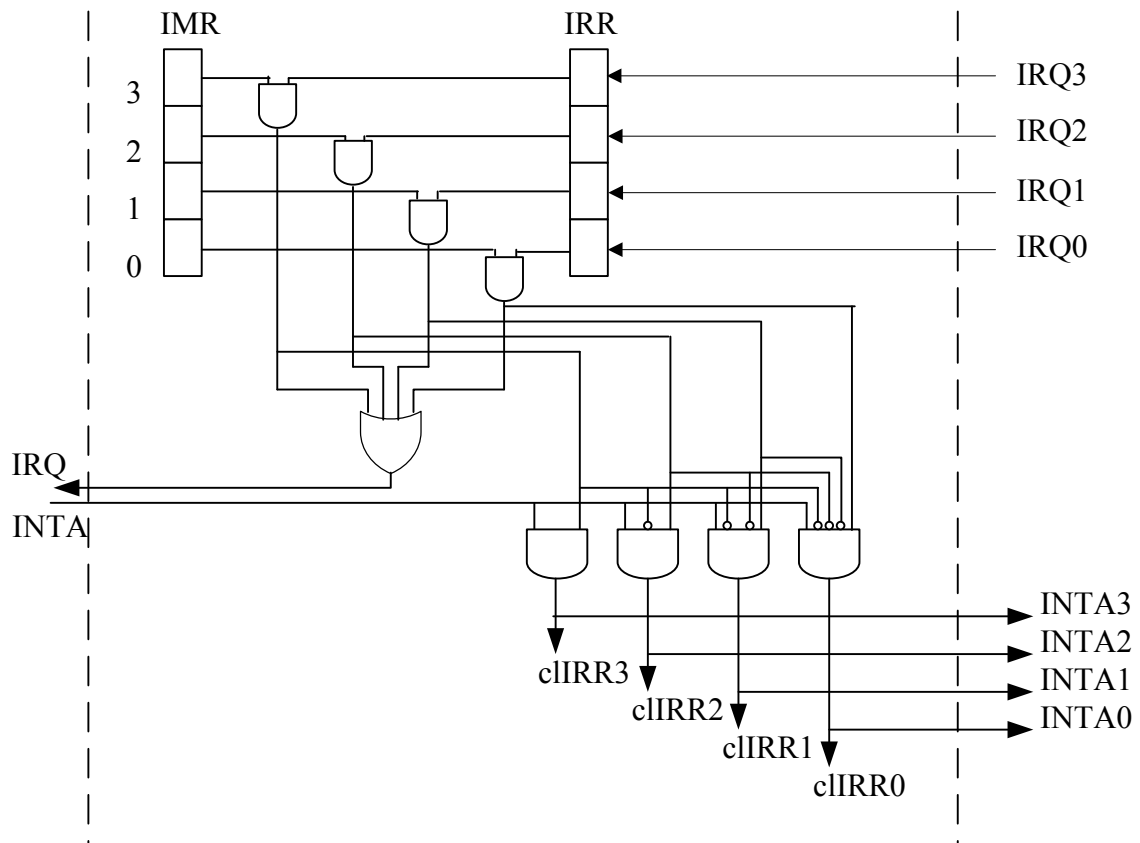 IMR
IRR
3
2
1
0
IRQ3
IRQ2
IRQ1
IRQ0
IRQ
INTA
clIRR3
clIRR2
clIRR1
clIRR0
INTA3
INTA2
INTA1
INTA0